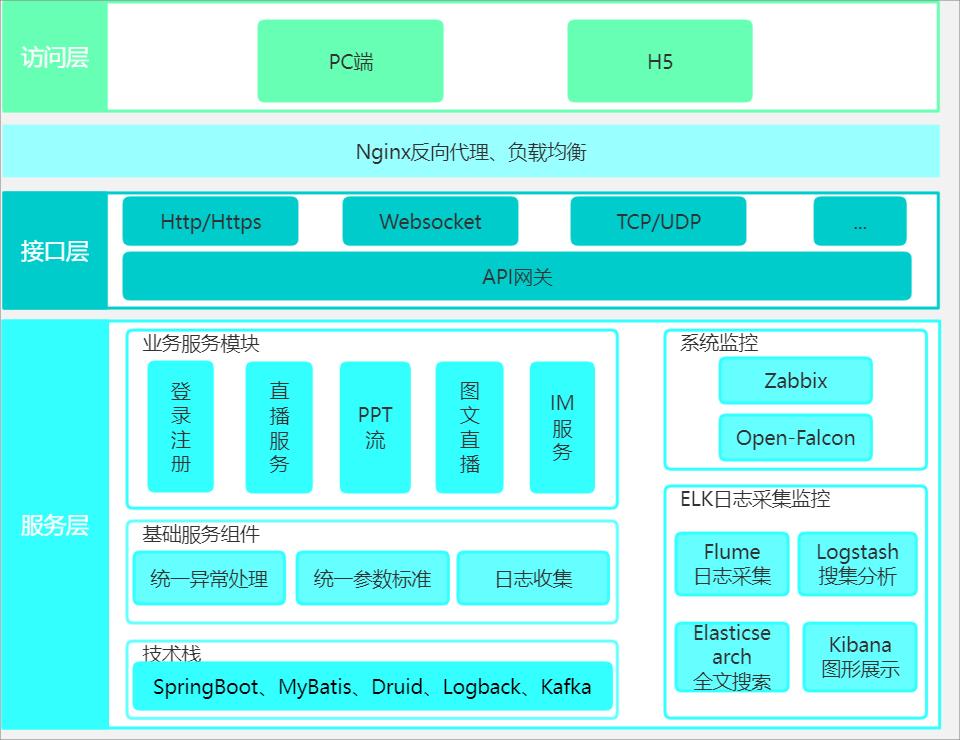 访问层
PC端
H5
Nginx反向代理、负载均衡
接口层
Http/Https
Websocket
TCP/UDP
...
API网关
服务层
业务服务模块
登
录
注
册
直
播
服
务
PPT
流
图
文
直
播
IM
服
务
基础服务组件
统一异常处理
统一参数标准
日志收集
技术栈
SpringBoot、MyBatis、Druid、Logback、Kafka
系统监控
Zabbix
Open-Falcon
ELK日志采集监控
Flume
日志采集
Logstash
搜集分析
Elasticse
arch
全文搜索
Kibana
图形展示